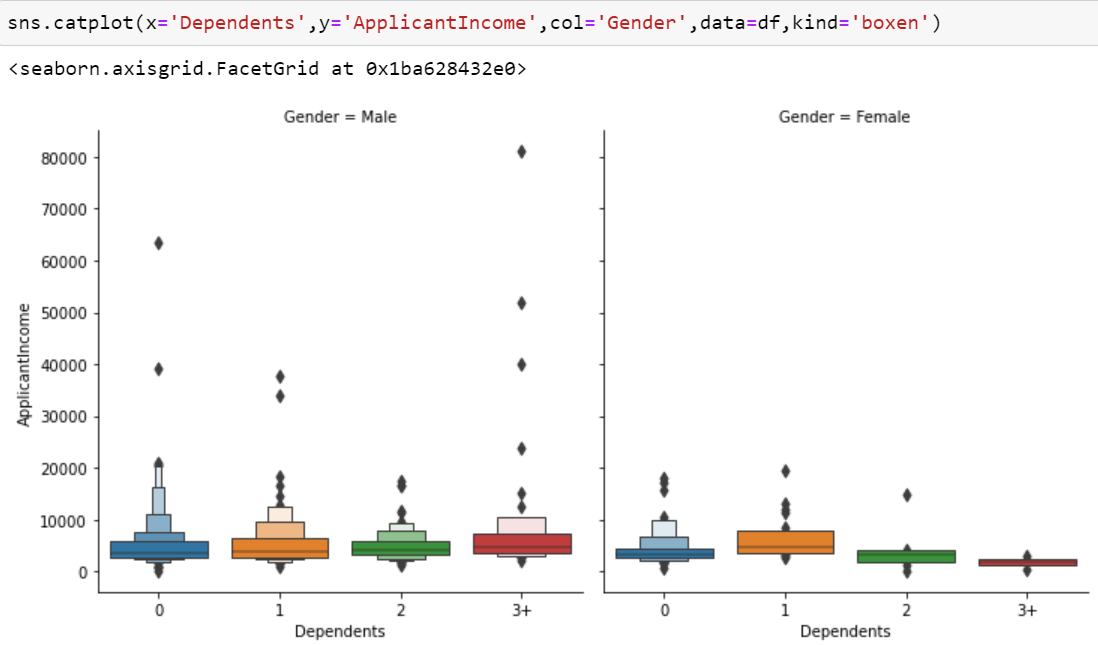 sns.catplot(x='Dependents',y='ApplicantIncome',col='Gender',data=df,kind='boxen')
<seaborn.axisgrid.FacetGrid at 0x1ba628432e0>
Gender = Male
Gender = Female
80000
70000
60000
50000
40000
30000
20000
10000
0
ApplicantIncome
0 1 2 3+
Dependents
0 1 2 3+
Dependents